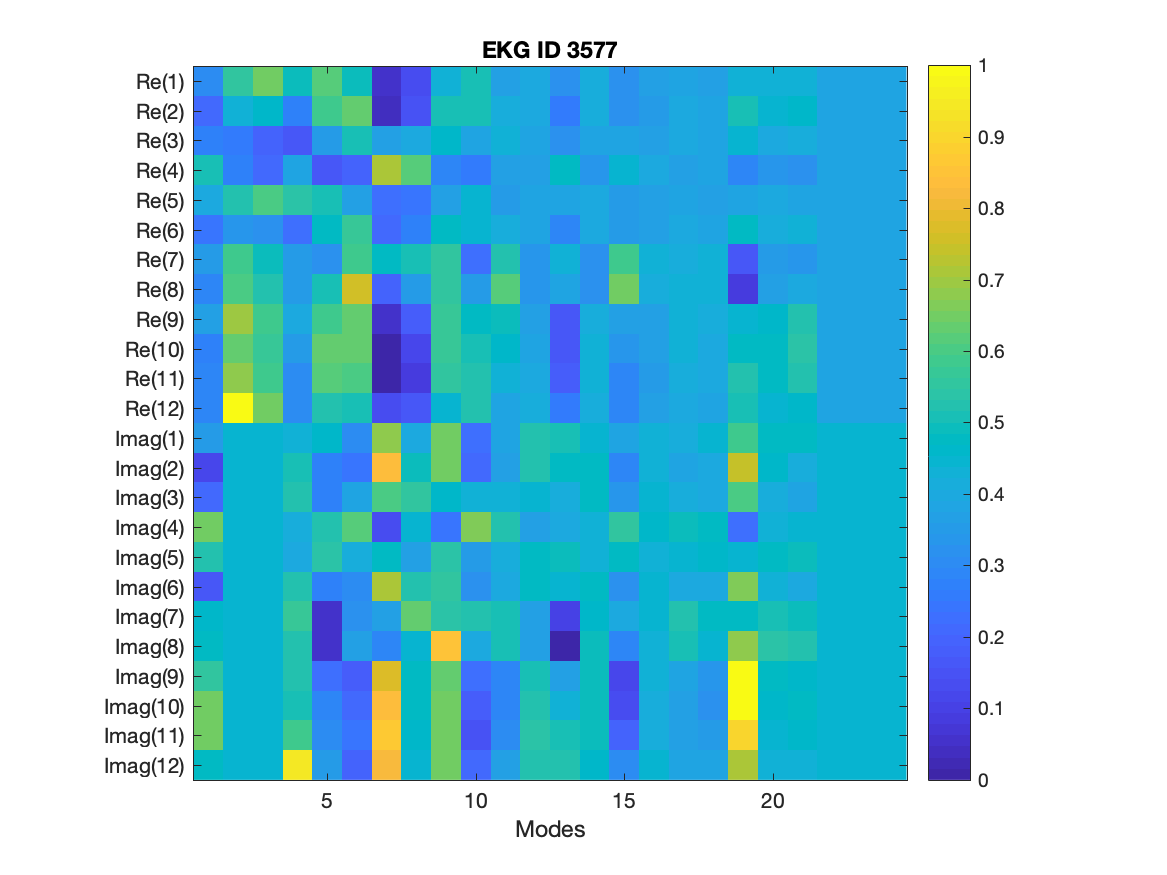 EKG ID 3577
Re(1)
Re(2)
Re(3)
Re(4)
Re(5)
Re(6)
Re(7)
Re(8)
Re(9)
Re(10)
Re(11)
Re(12)
Imag(1)
Imag(2)
Imag(3)
Imag(4)
Imag(5)
Imag(6)
Imag(7)
Imag(8)
Imag(9)
Imag(10)
Imag(11)
Imag(12)
5 10 15 20
Modes
1
0.9
0.8
0.7
0.6
0.5
0.4
0.3
0.2
0.1
0